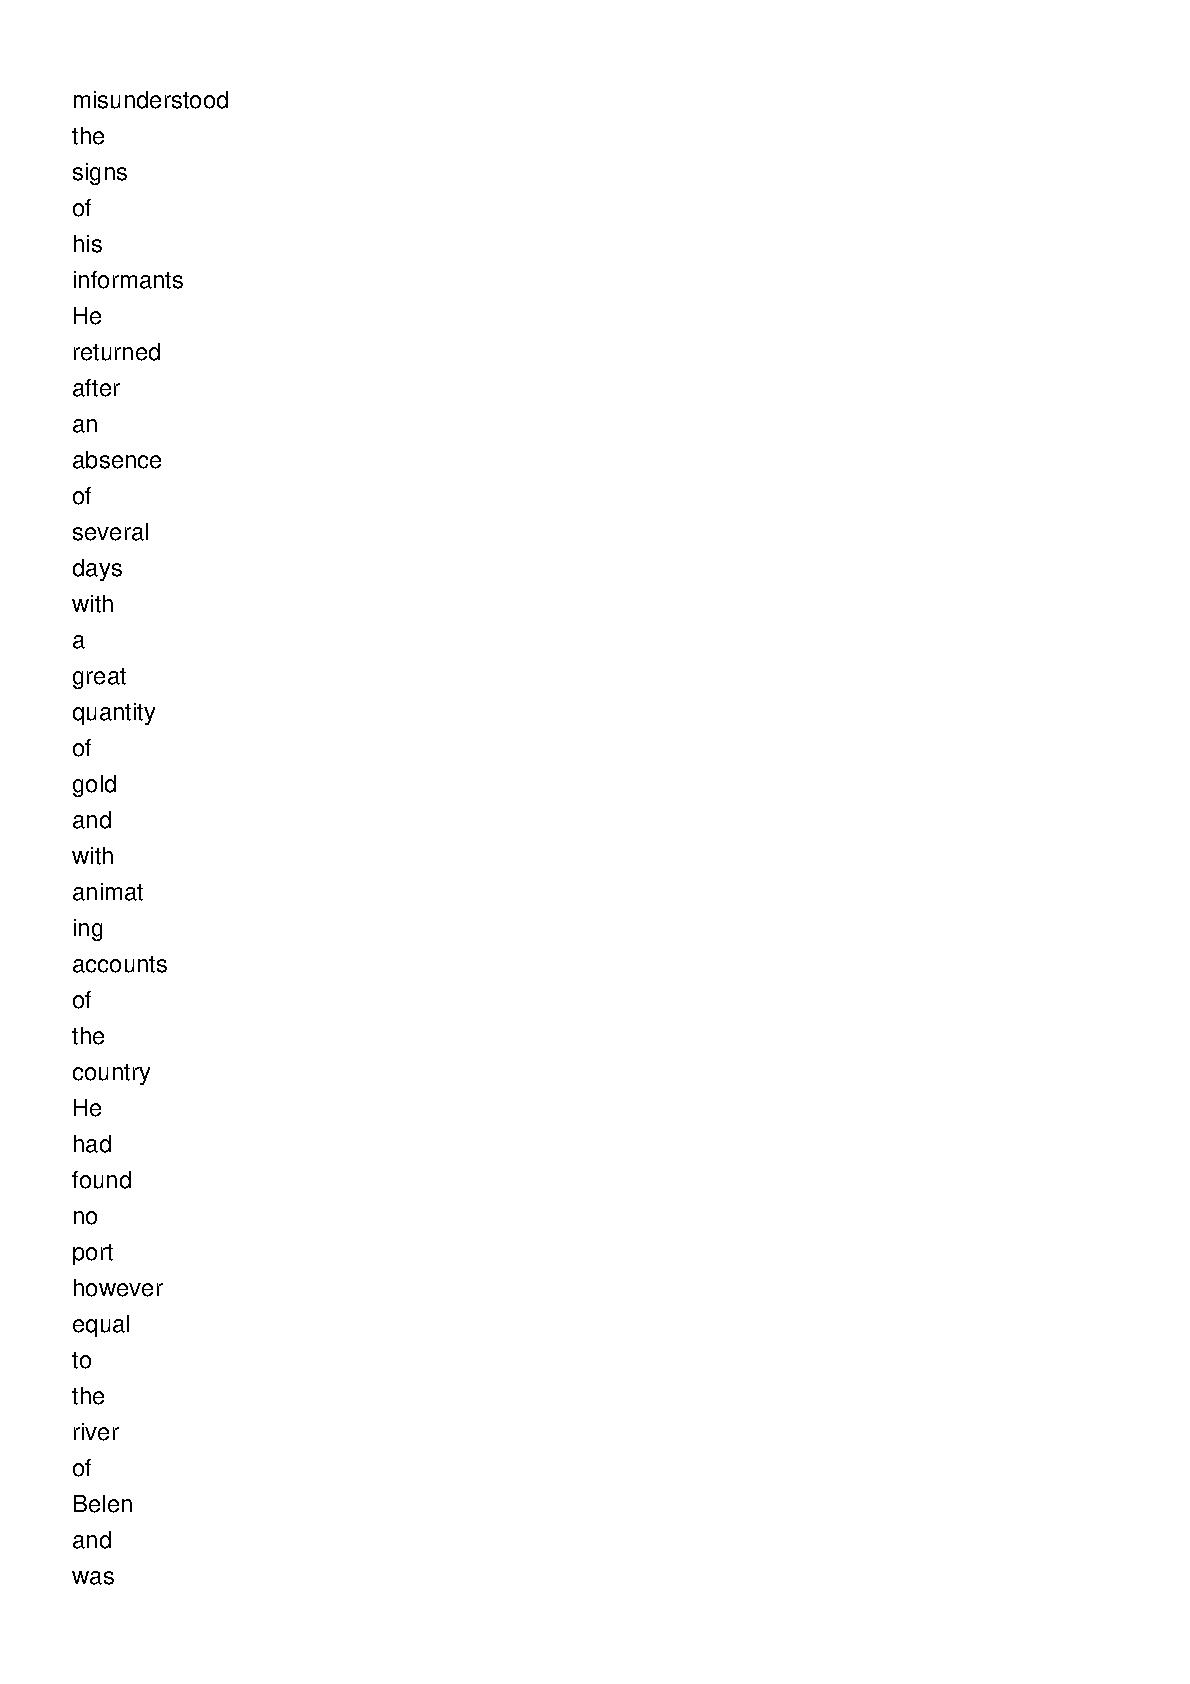 misunderstood
the
signs
of
his
informants
He
returned
after
an
absence
of
several
days
with
a
great
quantity
of
gold
and
with
animat
ing
accounts
of
the
country
He
had
found
no
port
however
equal
to
the
river
of
Belen
and
was